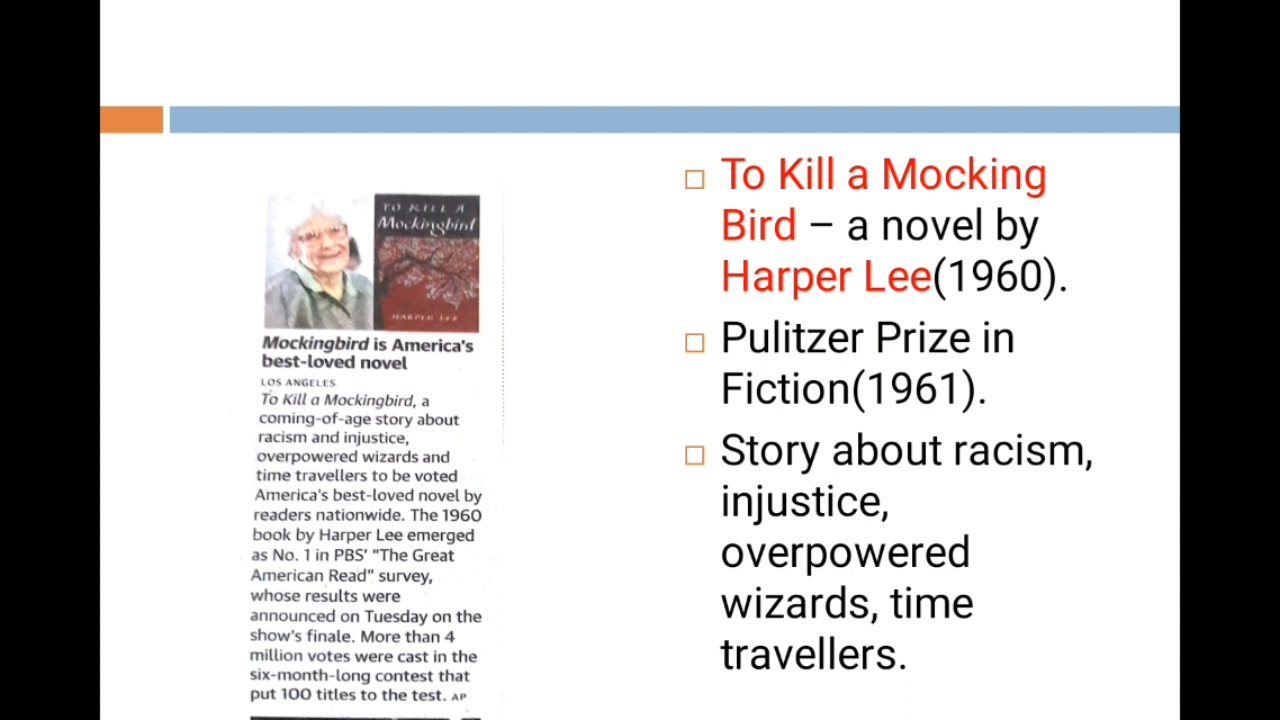 TO KILL A
Mockingbird
HARPER LEE
Mockingbird is America's
best-loved novel
LOS ANGELES
To Kill a Mockingbird, a
coming-of-age story about
racism and injustice,
overpowered wizards and
time travellers to be voted
America's best-loved novel by
readers nationwide. The 1960
book by Harper Lee emerged
as No. 1 in PBS' "The Great
American Read" survey,
whose results were
announced on Tuesday on the
show's finale. More than 4
million votes were cast in the
six-month-long contest that
put 100 titles to the test. AP
To Kill a Mocking
Bird – a novel by
Harper Lee(1960).
Pulitzer Prize in
Fiction(1961).
Story about racism,
injustice,
overpowered
wizards, time
travellers.